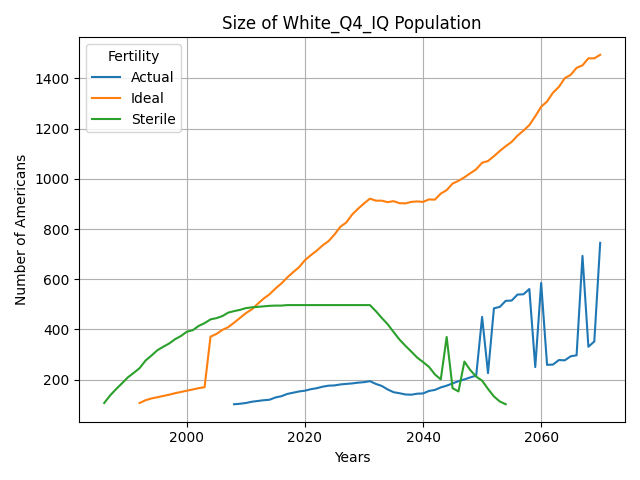 Size of White_Q4_IQ Population
Fertility
Actual
Ideal
Sterile
Number of Americans
1400
1200
1000
800
600
400
200
2000
2020
2040
2060
Years